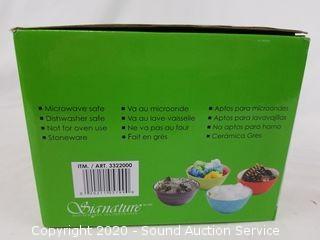 Microwave safe
Dishwasher safe
Not for oven use
Stoneware
Va au microonde
Va au lave-vaisselle
Ne va pas au four
Fait en grés
Aptos para microondes
Aptos para lavavajillas
No aptos para horno
Cerámica Gres
ITM. / ART. 3322000
Signature
Copyright 2020 - Sound Auction Service